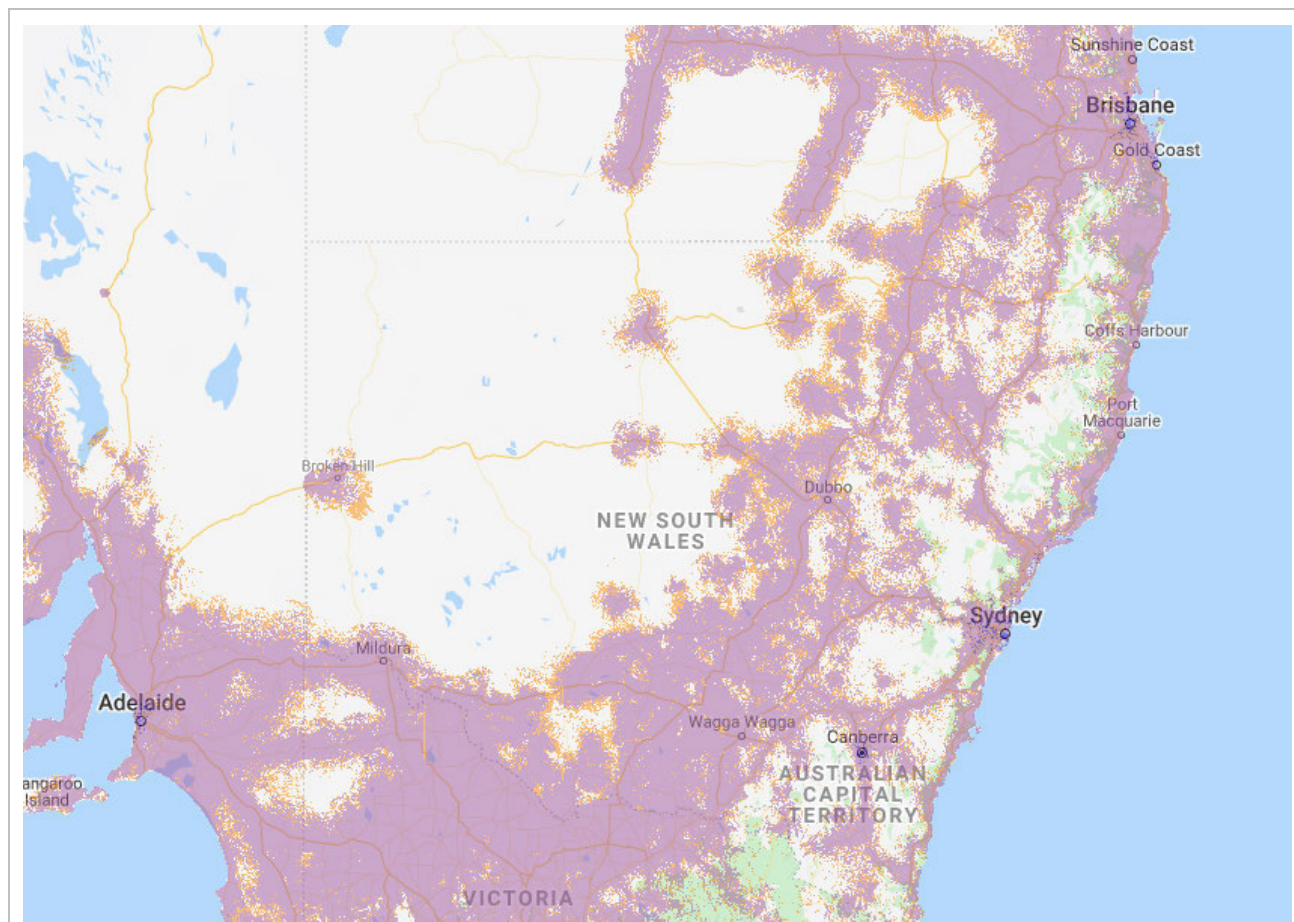 Sunshine Coast
Brisbane
Gold Coast
Coffs Harbour
Port
Macquarie
Broken Hill
Dubbo
NEW SOUTH
WALES
Sydney
Mildura
Adelaide
Wagga Wagga
Canberra
angaroo
Island
AUSTRALIAN
CAPITAL
TERRITORY
VICTORIA